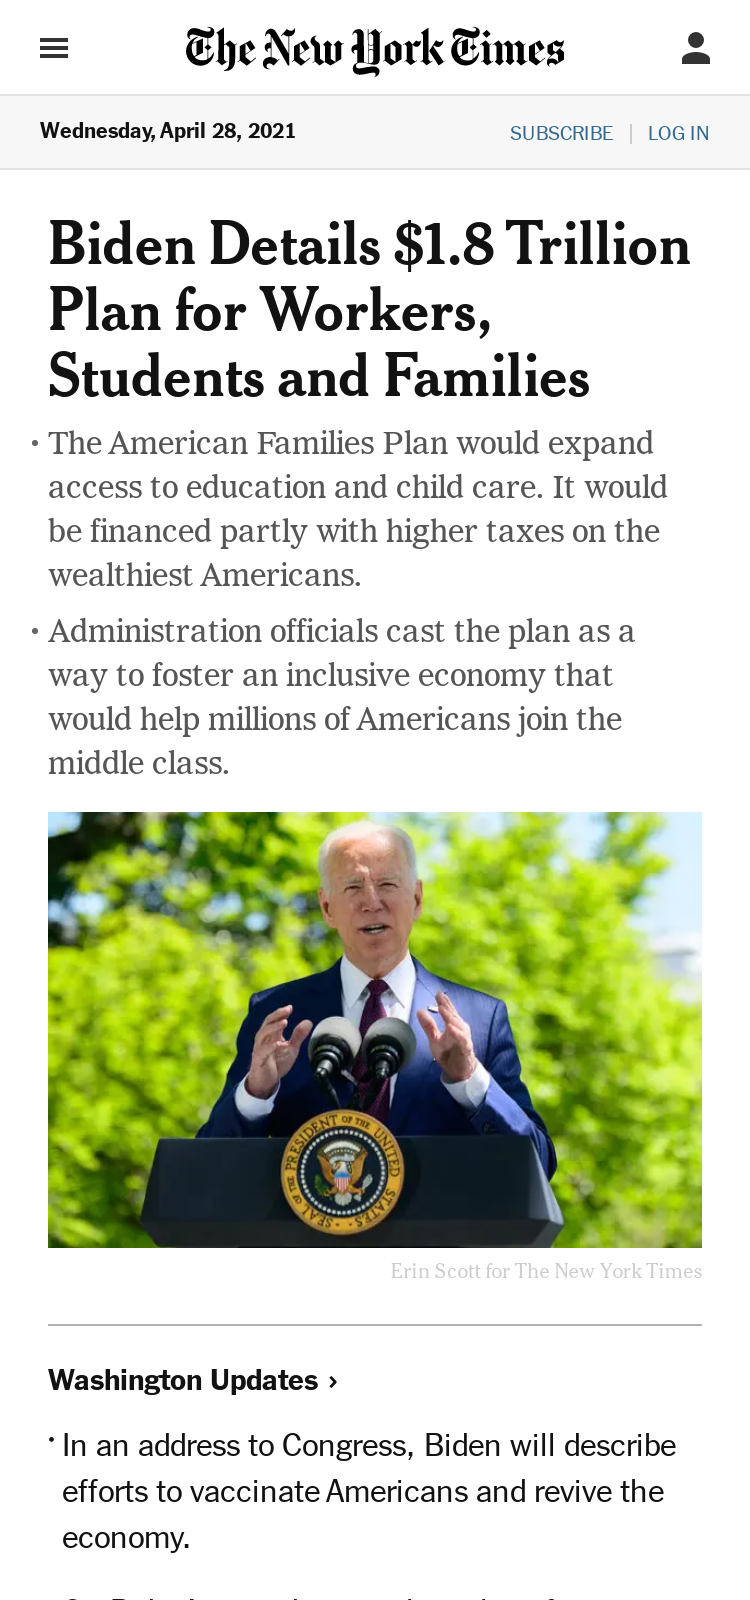 The New York Times
Wednesday, April 28, 2021
SUBSCRIBE | LOG IN
Biden Details $1.8 Trillion
Plan for Workers,
Students and Families
• The American Families Plan would expand
access to education and child care. It would
be financed partly with higher taxes on the
wealthiest Americans.
• Administration officials cast the plan as a
way to foster an inclusive economy that
would help millions of Americans join the
middle class.
SEAL OF THE PRESIDENT OF THE UNITED STATES
Erin Scott for The New York Times
Washington Updates ›
• In an address to Congress, Biden will describe
efforts to vaccinate Americans and revive the
economy.